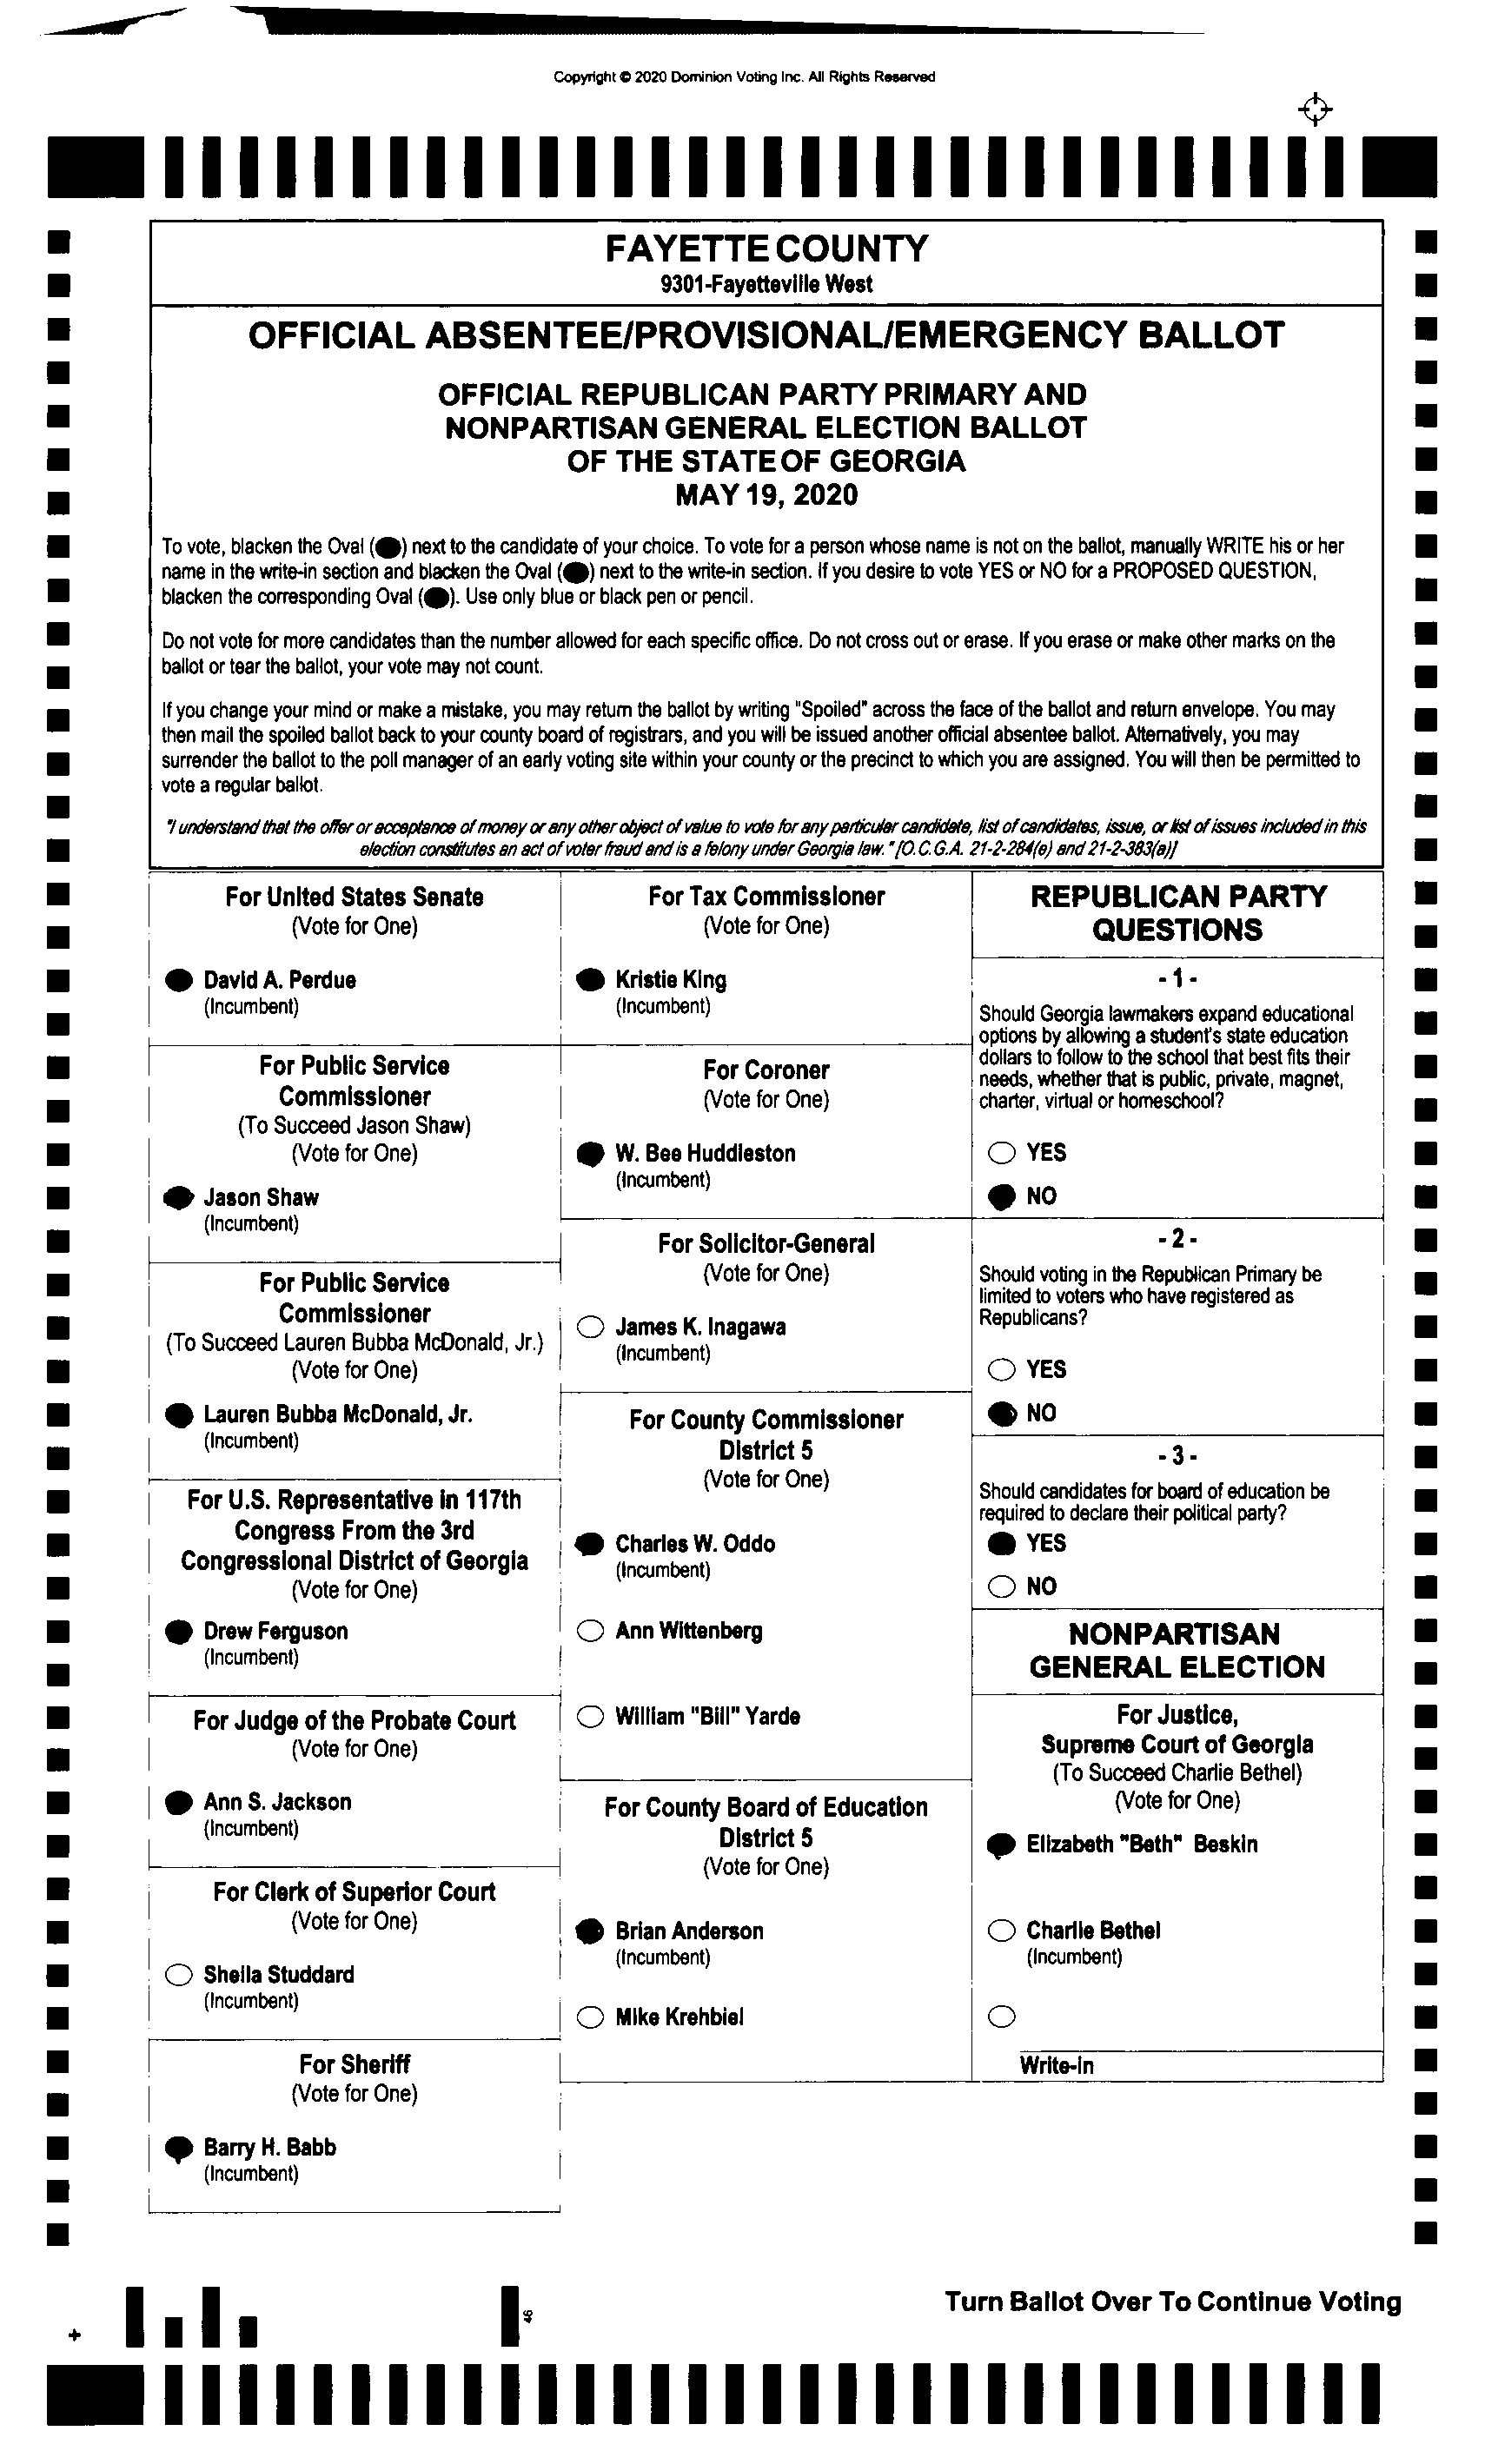 Copyright © 2020 Dominion Voting Inc. All Rights Reserved
FAYETTE COUNTY
9301-Fayetteville West
OFFICIAL ABSENTEE/PROVISIONAL/EMERGENCY BALLOT
OFFICIAL REPUBLICAN PARTY PRIMARY AND
NONPARTISAN GENERAL ELECTION BALLOT
OF THE STATE OF GEORGIA
MAY 19, 2020
To vote, blacken the Oval ( ) next to the candidate of your choice. To vote for a person whose name is not on the ballot, manually WRITE his or her
name in the write-in section and blacken the Oval ( ) next to the write-in section. If you desire to vote YES or NO for a PROPOSED QUESTION,
blacken the corresponding Oval ( ). Use only blue or black pen or pencil.
Do not vote for more candidates than the number allowed for each specific office. Do not cross out or erase. If you erase or make other marks on the
ballot or tear the ballot, your vote may not count.
If you change your mind or make a mistake, you may return the ballot by writing "Spoiled" across the face of the ballot and return envelope. You may
then mail the spoiled ballot back to your county board of registrars, and you will be issued another official absentee ballot. Alternatively, you may
surrender the ballot to the poll manager of an early voting site within your county or the precinct to which you are assigned. You will then be permitted to
vote a regular ballot.
"I understand that the offer or acceptance of money or any other object of value to vote for any particular candidate, list of candidates, issue, or list of issues included in this
election constitutes an act of voter fraud and is a felony under Georgia law." [O.C.G.A. 21-2-284(e) and 21-2-383(a)]
For United States Senate
(Vote for One)
David A. Perdue
(Incumbent)
For Public Service
Commissioner
(To Succeed Jason Shaw)
(Vote for One)
Jason Shaw
(Incumbent)
For Public Service
Commissioner
(To Succeed Lauren Bubba McDonald, Jr.)
(Vote for One)
Lauren Bubba McDonald, Jr.
(Incumbent)
For U.S. Representative in 117th
Congress From the 3rd
Congressional District of Georgia
(Vote for One)
Drew Ferguson
(Incumbent)
For Judge of the Probate Court
(Vote for One)
Ann S. Jackson
(Incumbent)
For Clerk of Superior Court
(Vote for One)
Sheila Studdard
(Incumbent)
For Sheriff
(Vote for One)
Barry H. Babb
(Incumbent)
For Tax Commissioner
(Vote for One)
Kristie King
(Incumbent)
For Coroner
(Vote for One)
W. Bee Huddleston
(Incumbent)
For Solicitor-General
(Vote for One)
James K. Inagawa
(Incumbent)
For County Commissioner
District 5
(Vote for One)
Charles W. Oddo
(Incumbent)
Ann Wittenberg
William "Bill" Yarde
For County Board of Education
District 5
(Vote for One)
Brian Anderson
(Incumbent)
Mike Krehbiel
REPUBLICAN PARTY
QUESTIONS
- 1 -
Should Georgia lawmakers expand educational
options by allowing a student's state education
dollars to follow to the school that best fits their
needs, whether that is public, private, magnet,
charter, virtual or homeschool?
YES
NO
- 2 -
Should voting in the Republican Primary be
limited to voters who have registered as
Republicans?
YES
NO
- 3 -
Should candidates for board of education be
required to declare their political party?
YES
NO
NONPARTISAN
GENERAL ELECTION
For Justice,
Supreme Court of Georgia
(To Succeed Charlie Bethel)
(Vote for One)
Elizabeth "Beth" Beskin
Charlie Bethel
(Incumbent)
Write-in
46
Turn Ballot Over To Continue Voting